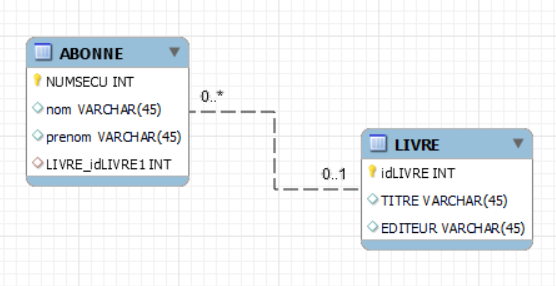 ABONNE
NUMSECU INT
nom VARCHAR(45)
prenom VARCHAR(45)
LIVRE_idLIVRE1 INT
0..*
0..1
LIVRE
idLIVRE INT
TITRE VARCHAR(45)
EDITEUR VARCHAR(45)